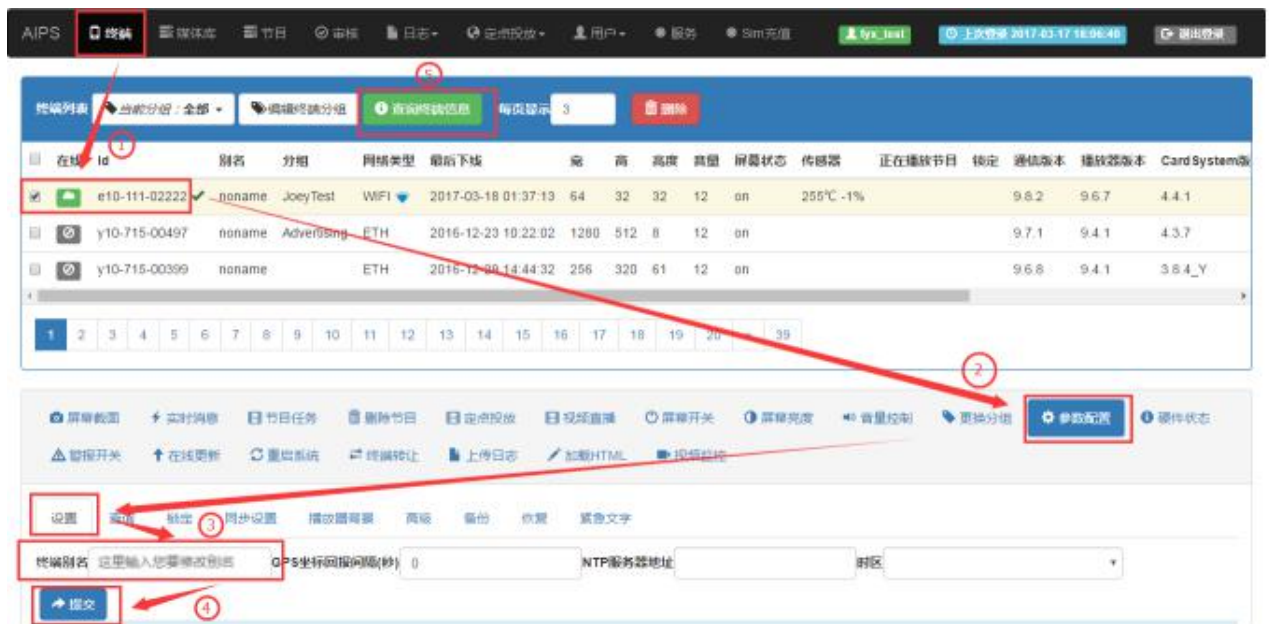 AIPS 终端 媒体库 节目 审核 日志 定点投放 用户 服务 Sim充值 tyx_test 上次登录 2017-03-17 18:06:40 退出登录
⑤
终端列表 当前分组:全部 编辑终端分组 查询终端信息 每页显示 3 删除
①
在线 Id 别名 分组 网络类型 最后下线 宽 高 亮度 音量 屏幕状态 传感器 正在播放节目 锁定 通信版本 播放器版本 CardSystem版
e10-111-02222 noname JoeyTest WIFI 2017-03-18 01:37:13 64 32 32 12 on 255℃ -1% 9.8.2 9.6.7 4.4.1
y10-715-00497 noname Advertising ETH 2016-12-23 10:22:02 1280 512 8 12 on 9.7.1 9.4.1 4.3.7
y10-715-00399 noname ETH 14:44:32 256 320 61 12 on 9.6.8 9.4.1 3.8.4_Y
1 2 3 4 5 6 7 8 9 10 11 12 13 14 15 16 17 18 19 20 39
②
屏幕截图 实时消息 节目任务 删除节目 定点投放 视频直播 屏幕开关 屏幕亮度 音量控制 更换分组 参数配置 硬件状态
警报开关 在线更新 重启系统 终端转让 上传日志 加载HTML 视频监控
设置 锁定 ③ 同步设置 播放器背景 高级 备份 恢复 紧急文字
终端别名 这里输入您要修改别名 GPS坐标回报间隔(秒) 0 NTP服务器地址 时区
提交 ④